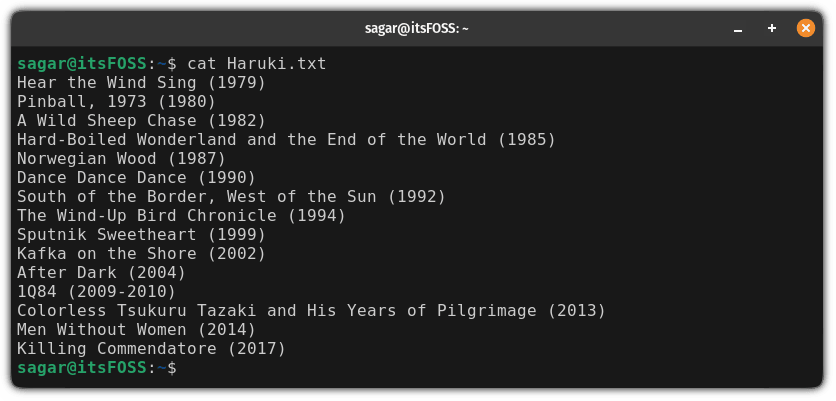 sagar@itsFOSS: ~
sagar@itsFOSS:~$ cat Haruki.txt
Hear the Wind Sing (1979)
Pinball, 1973 (1980)
A Wild Sheep Chase (1982)
Hard-Boiled Wonderland and the End of the World (1985)
Norwegian Wood (1987)
Dance Dance Dance (1990)
South of the Border, West of the Sun (1992)
The Wind-Up Bird Chronicle (1994)
Sputnik Sweetheart (1999)
Kafka on the Shore (2002)
After Dark (2004)
1Q84 (2009-2010)
Colorless Tsukuru Tazaki and His Years of Pilgrimage (2013)
Men Without Women (2014)
Killing Commendatore (2017)
sagar@itsFOSS:~$